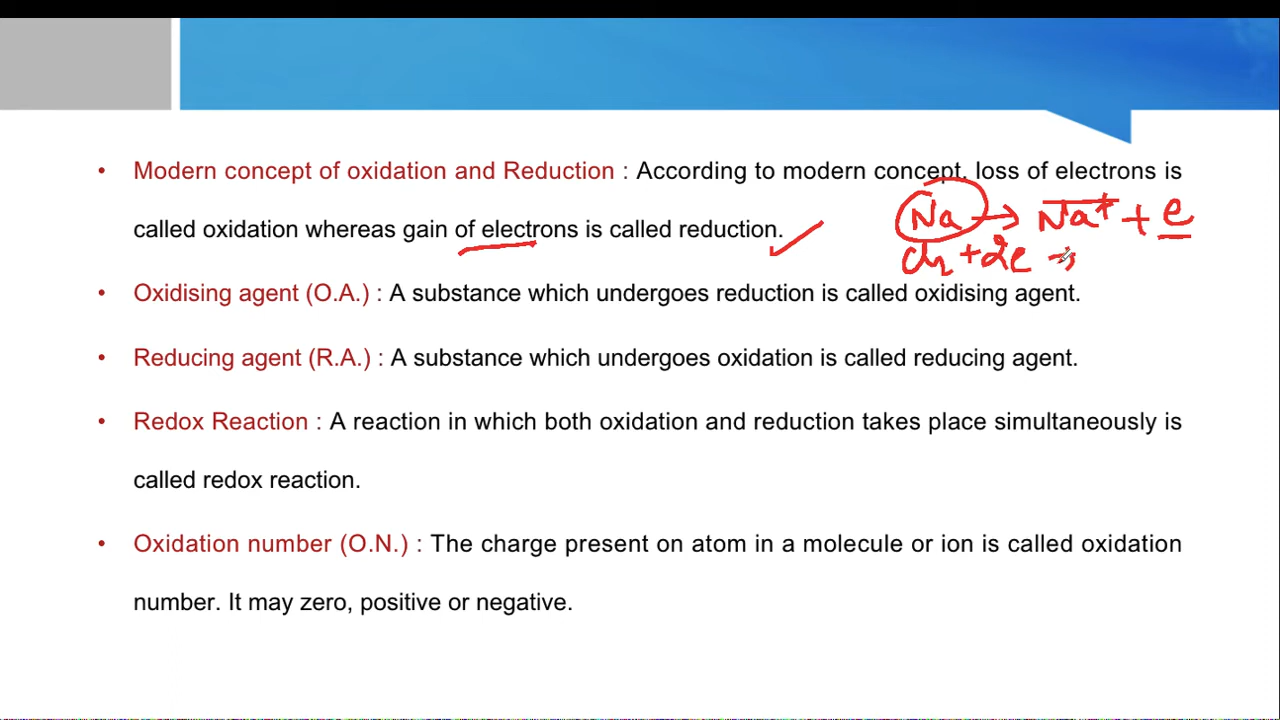 • Modern concept of oxidation and Reduction : According to modern concept, loss of electrons is
called oxidation whereas gain of electrons is called reduction.
Na → Na⁺ + e
Cl₂ + 2e →
• Oxidising agent (O.A.) : A substance which undergoes reduction is called oxidising agent.
• Reducing agent (R.A.) : A substance which undergoes oxidation is called reducing agent.
• Redox Reaction : A reaction in which both oxidation and reduction takes place simultaneously is
called redox reaction.
• Oxidation number (O.N.) : The charge present on atom in a molecule or ion is called oxidation
number. It may zero, positive or negative.